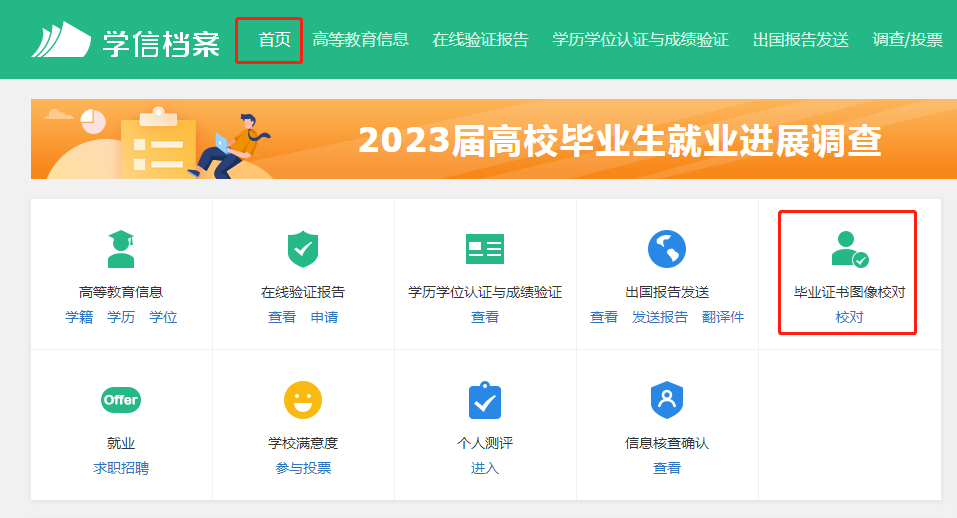 学信档案 首页 高等教育信息 在线验证报告 学历学位认证与成绩验证 出国报告发送 调查/投票
2023届高校毕业生就业进展调查
高等教育信息 在线验证报告 学历学位认证与成绩验证 出国报告发送 毕业证书图像校对
学籍 学历 学位 查看 申请 查看 查看 发送报告 翻译件 校对
Offer
就业 学校满意度 个人测评 信息核查确认
求职招聘 参与投票 进入 查看